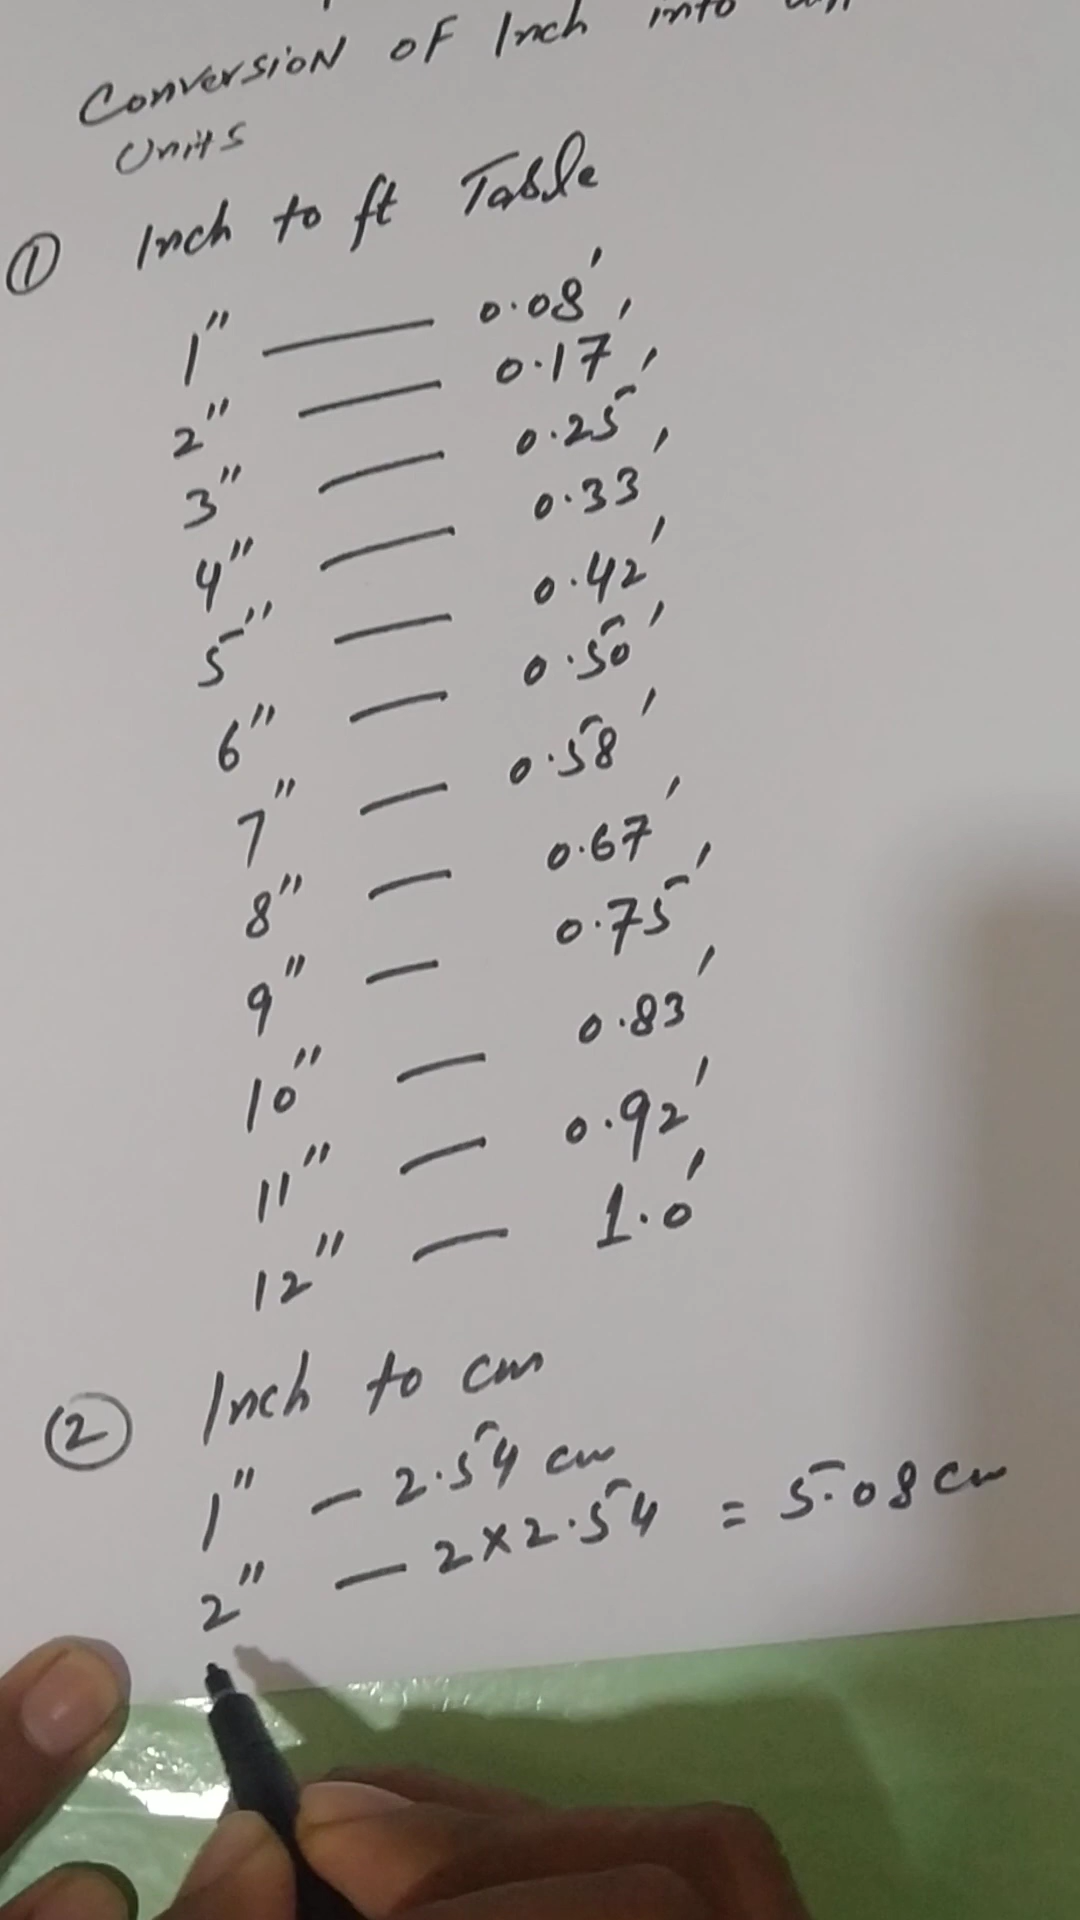 Conversion of Inch into
Units
① Inch to ft Table
1" — 0.08'
2" — 0.17'
3" — 0.25'
4" — 0.33'
5" — 0.42'
6" — 0.50'
7" — 0.58'
8" — 0.67'
9" — 0.75'
10" — 0.83'
11" — 0.92'
12" — 1.0'
② Inch to cm
1" — 2.54 cm
2" — 2×2.54 = 5.08 cm